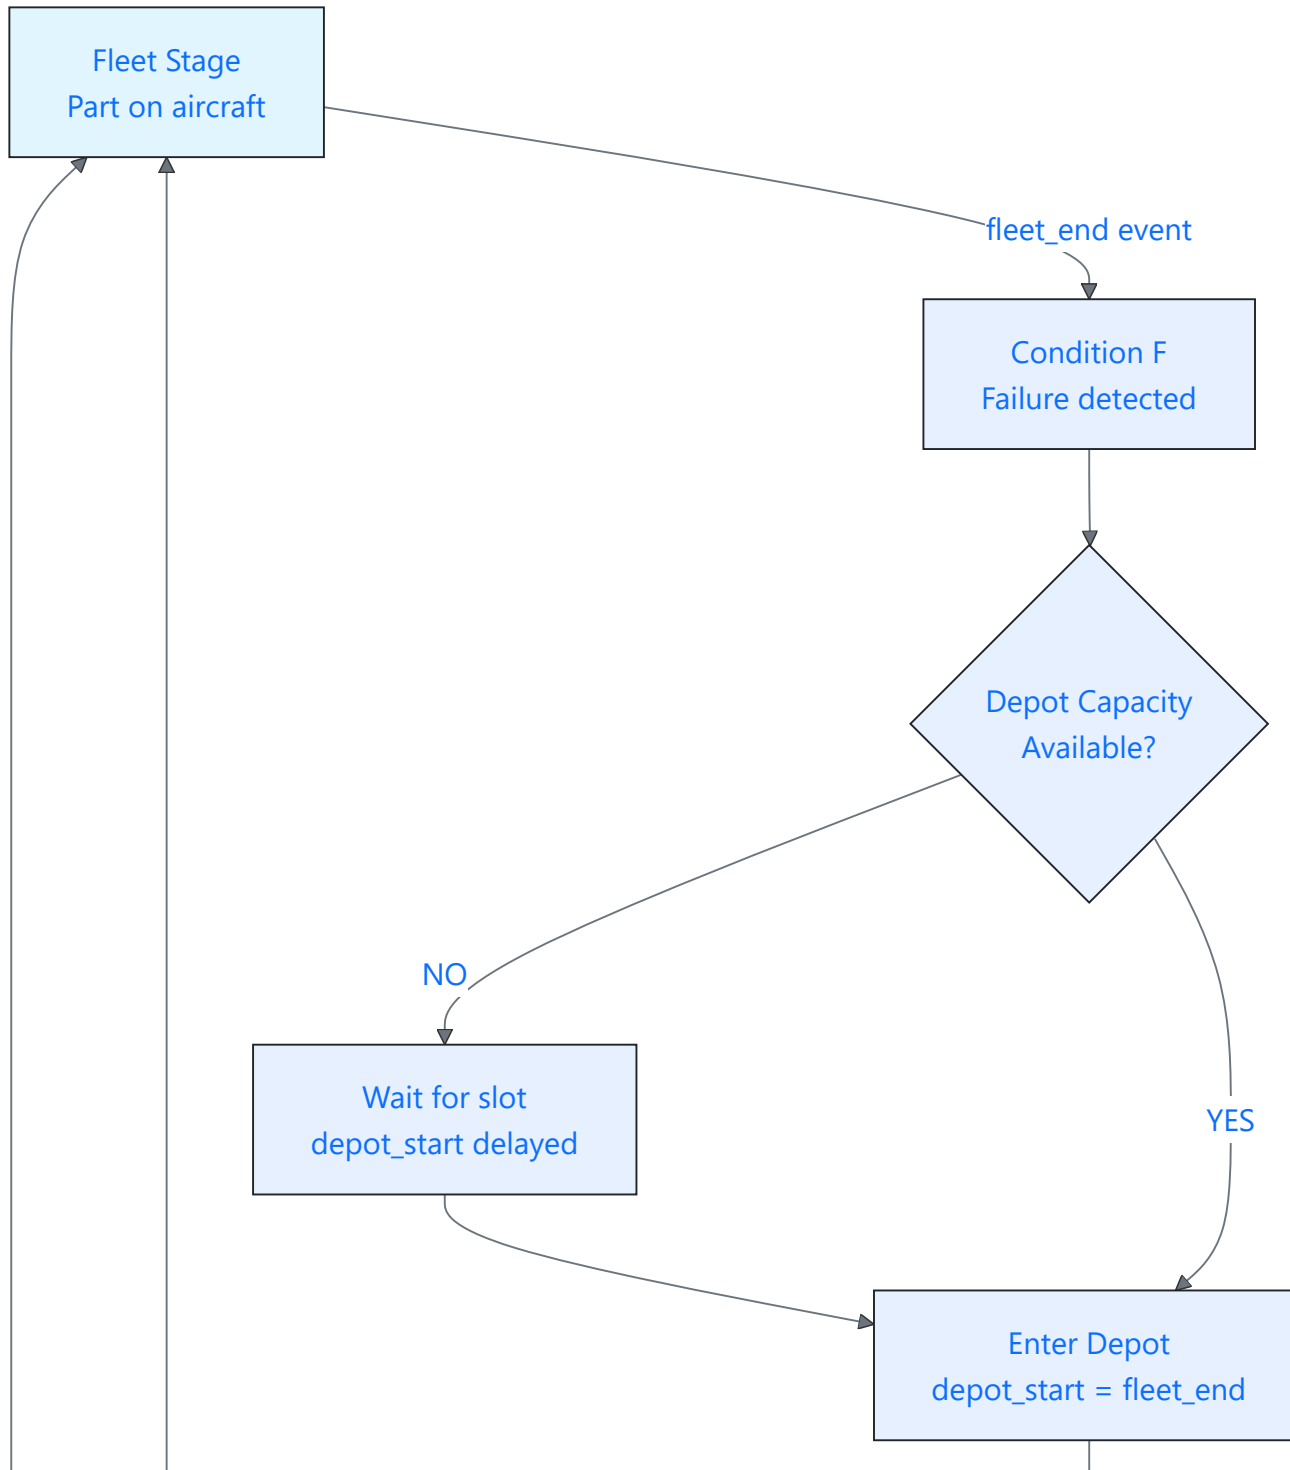 Fleet Stage
Part on aircraft
fleet_end event
Condition F
Failure detected
Depot Capacity
Available?
NO
Wait for slot
depot_start delayed
YES
Enter Depot
depot_start = fleet_end